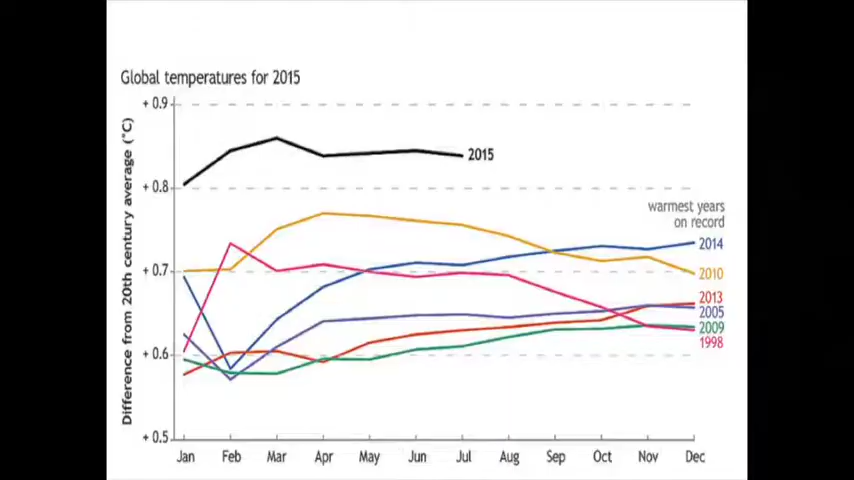 Global temperatures for 2015
Difference from 20th century average (°C)
+ 0.9
+ 0.8
+ 0.7
+ 0.6
+ 0.5
2015
warmest years
on record
2014
2010
2013
2005
2009
1998
Jan Feb Mar Apr May Jun Jul Aug Sep Oct Nov Dec